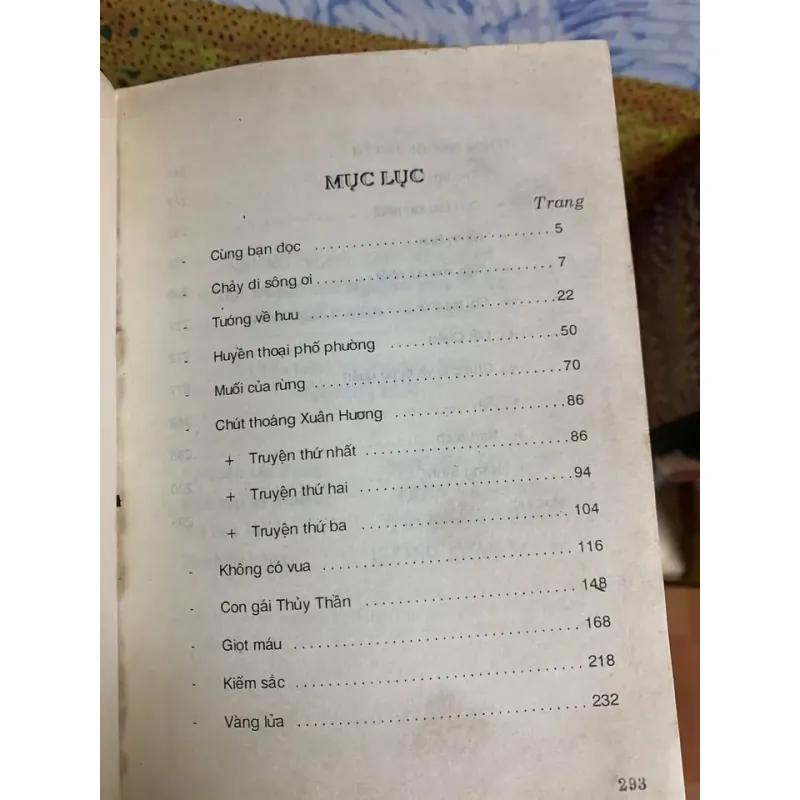 MỤC LỤC
Trang
- Cùng bạn đọc .............................. 5
- Chảy đi sông ơi .............................. 7
- Tướng về hưu .............................. 22
- Huyền thoại phố phường .............................. 50
- Muối của rừng .............................. 70
- Chút thoáng Xuân Hương .............................. 86
+ Truyện thứ nhất .............................. 86
+ Truyện thứ hai .............................. 94
+ Truyện thứ ba .............................. 104
- Không có vua .............................. 116
- Con gái Thủy Thần .............................. 148
- Giọt máu .............................. 168
- Kiếm sắc .............................. 218
- Vàng lửa .............................. 232
293